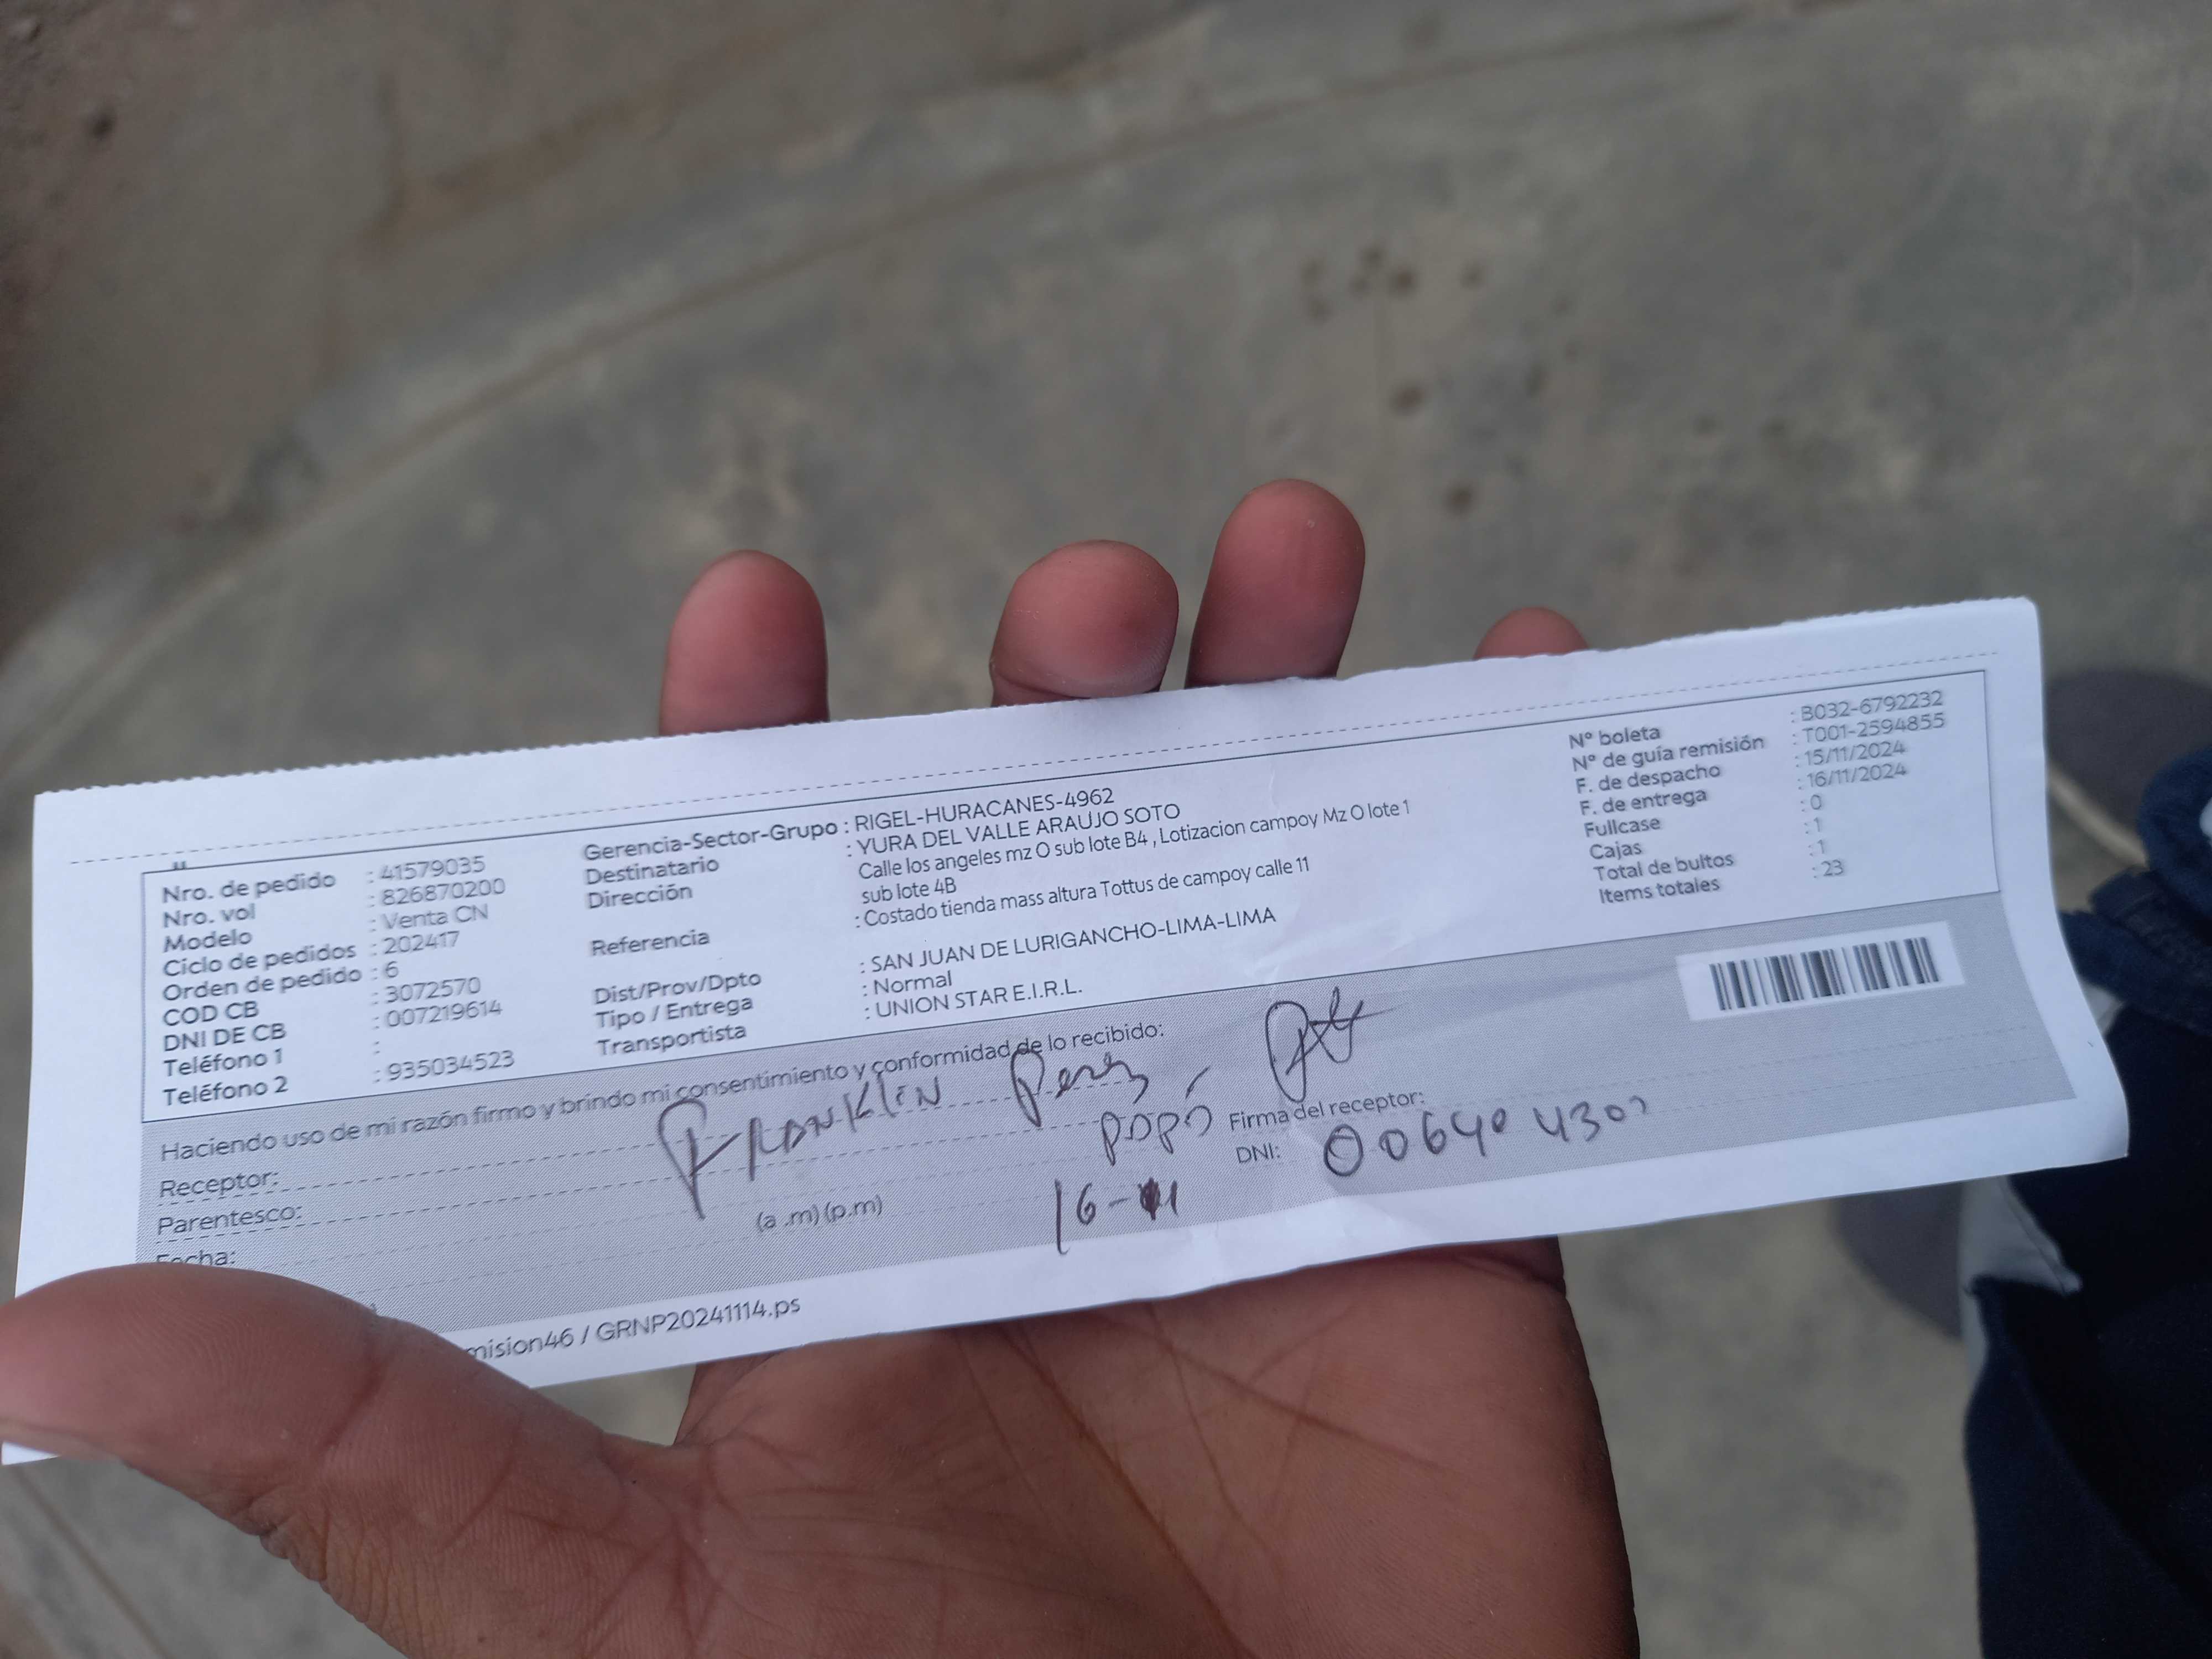 Nro. de pedido : 41579035
Nro. vol : 826870200
Modelo : Venta CN
Ciclo de pedidos : 202417
Orden de pedido : 6
COD CB : 3072570
DNI DE CB : 007219614
Teléfono 1 :
Teléfono 2 : 935034523
Gerencia-Sector-Grupo : RIGEL-HURACANES-4962
Destinatario : YURA DEL VALLE ARAUJO SOTO
Dirección Calle los angeles mz O sub lote B4 , Lotizacion campoy Mz O lote 1
sub lote 4B
Referencia : Costado tienda mass altura Tottus de campoy calle 11
Dist/Prov/Dpto : SAN JUAN DE LURIGANCHO-LIMA-LIMA
Tipo / Entrega : Normal
Transportista : UNION STAR E.I.R.L.
N° boleta : B032-6792232
N° de guía remisión : T001-2594855
F. de despacho : 15/11/2024
F. de entrega : 16/11/2024
Fullcase : 0
Cajas : 1
Total de bultos : 1
Items totales : 23
Haciendo uso de mi razón firmo y brindo mi consentimiento y conformidad de lo recibido:
Receptor: FRANKLIN Perez
Firma del receptor:
Parentesco: papá
DNI:
Fecha: 16-11
(a .m) (p.m)
mision46 / GRNP20241114.ps